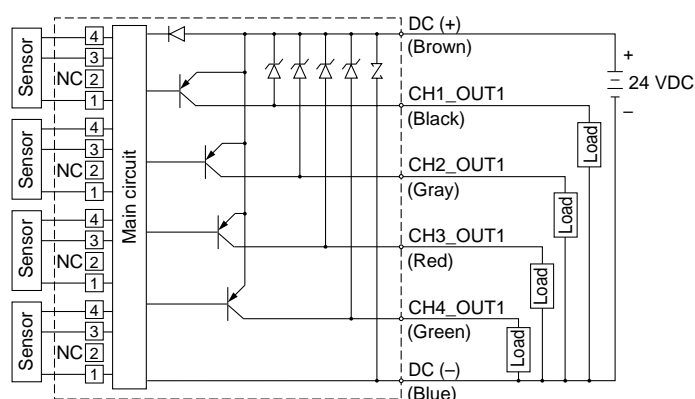 Sensor
4
3
NC 2
1
Sensor
4
3
NC 2
1
Sensor
4
3
NC 2
1
Sensor
4
3
NC 2
1
Main circuit
DC (+)
(Brown)
CH1_OUT1
(Black)
CH2_OUT1
(Gray)
CH3_OUT1
(Red)
CH4_OUT1
(Green)
DC (–)
(Blue)
Load
Load
Load
Load
+
24 VDC
–